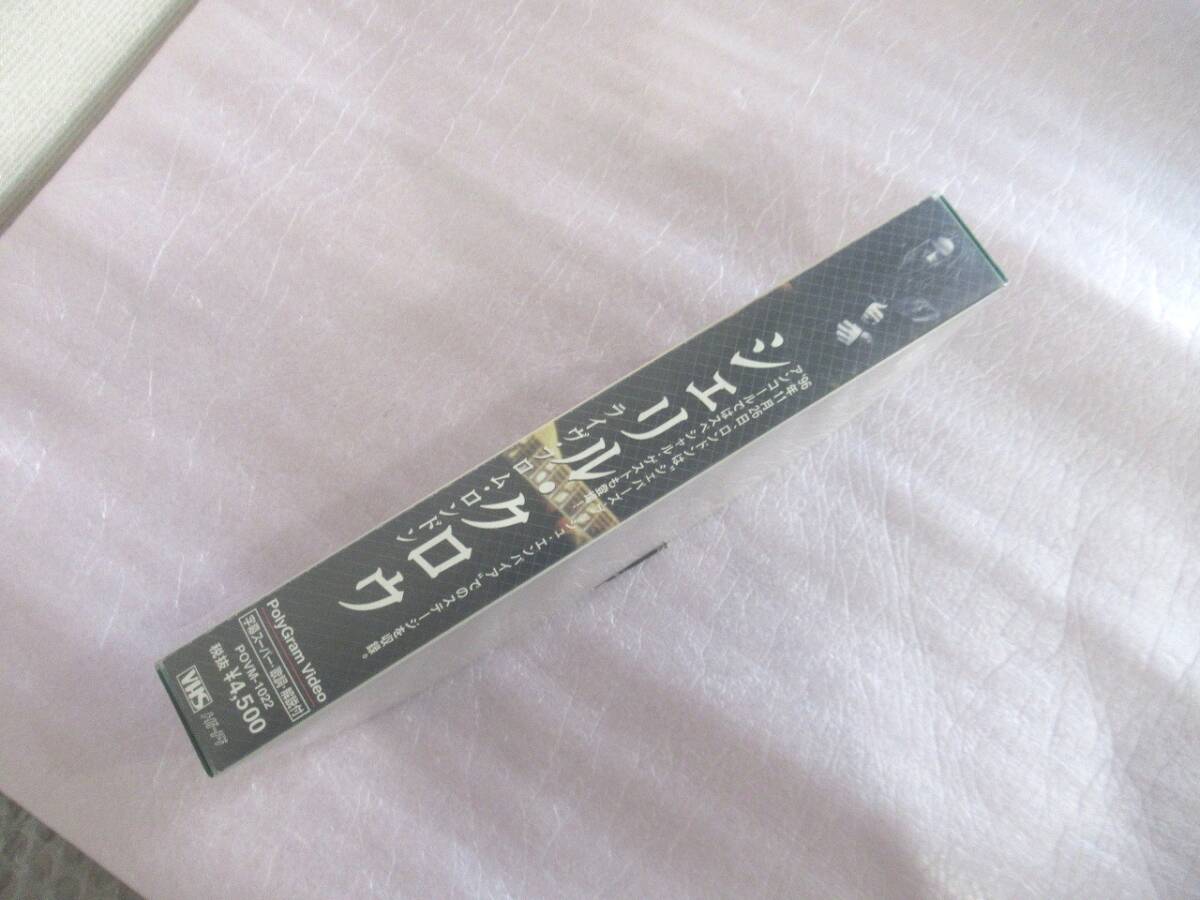 シェリル・クロウ
ライヴ・フロム・ロンドン
'96年11月26日、ロンドンは“シェパーズ・ブッシュ・エンパイア”でのステージを収録。
アンコールではスペシャル・ゲストも登場！
PolyGram Video
字幕スーパー・歌詞・解説付
POVM-1022
税抜 ¥4,500
VHS